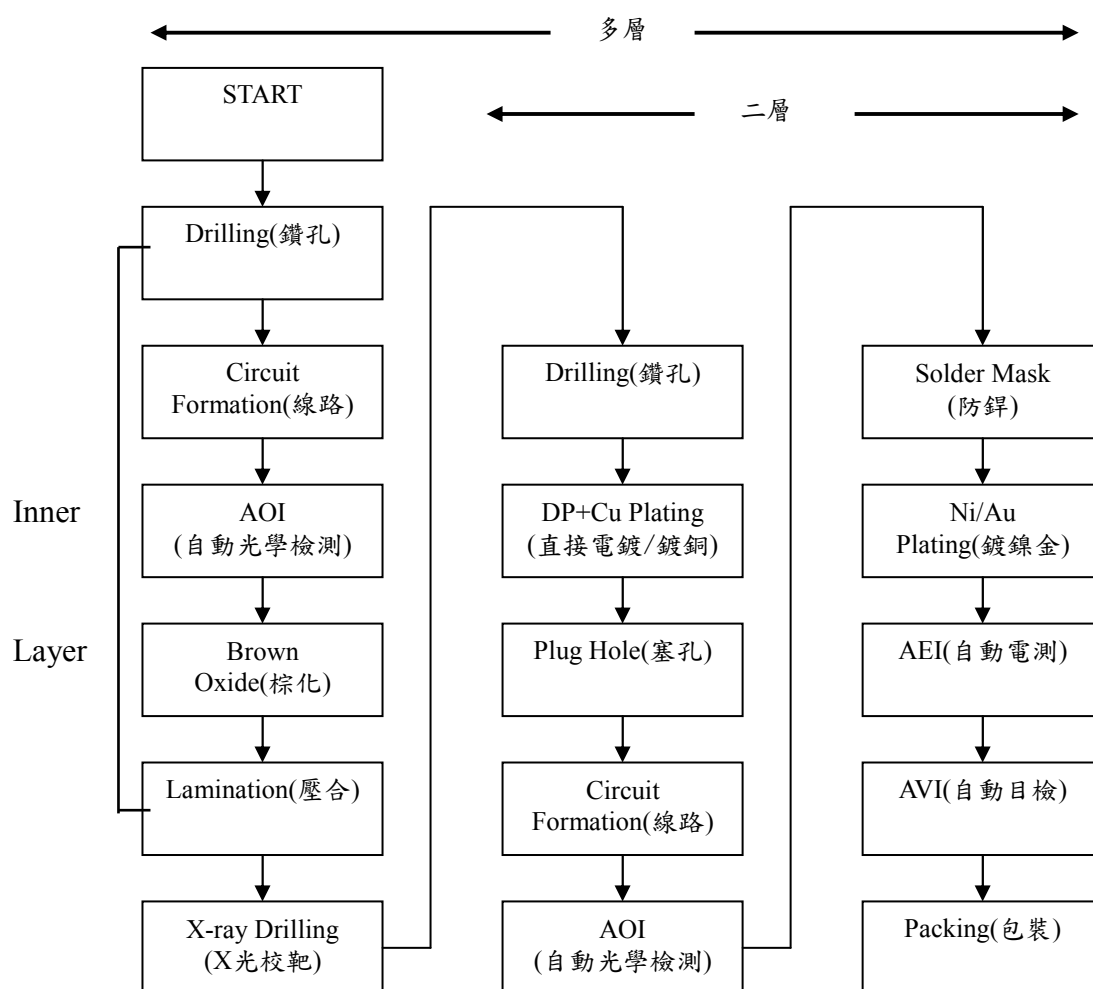 多層
START
二層
Drilling(鑽孔)
Circuit
Formation(線路)
AOI
(自動光學檢測)
Brown
Oxide(棕化)
Lamination(壓合)
X-ray Drilling
(X光校靶)
Inner
Layer
Drilling(鑽孔)
DP+Cu Plating
(直接電鍍/鍍銅)
Plug Hole(塞孔)
Circuit
Formation(線路)
AOI
(自動光學檢測)
Solder Mask
(防銲)
Ni/Au
Plating(鍍鎳金)
AEI(自動電測)
AVI(自動目檢)
Packing(包裝)